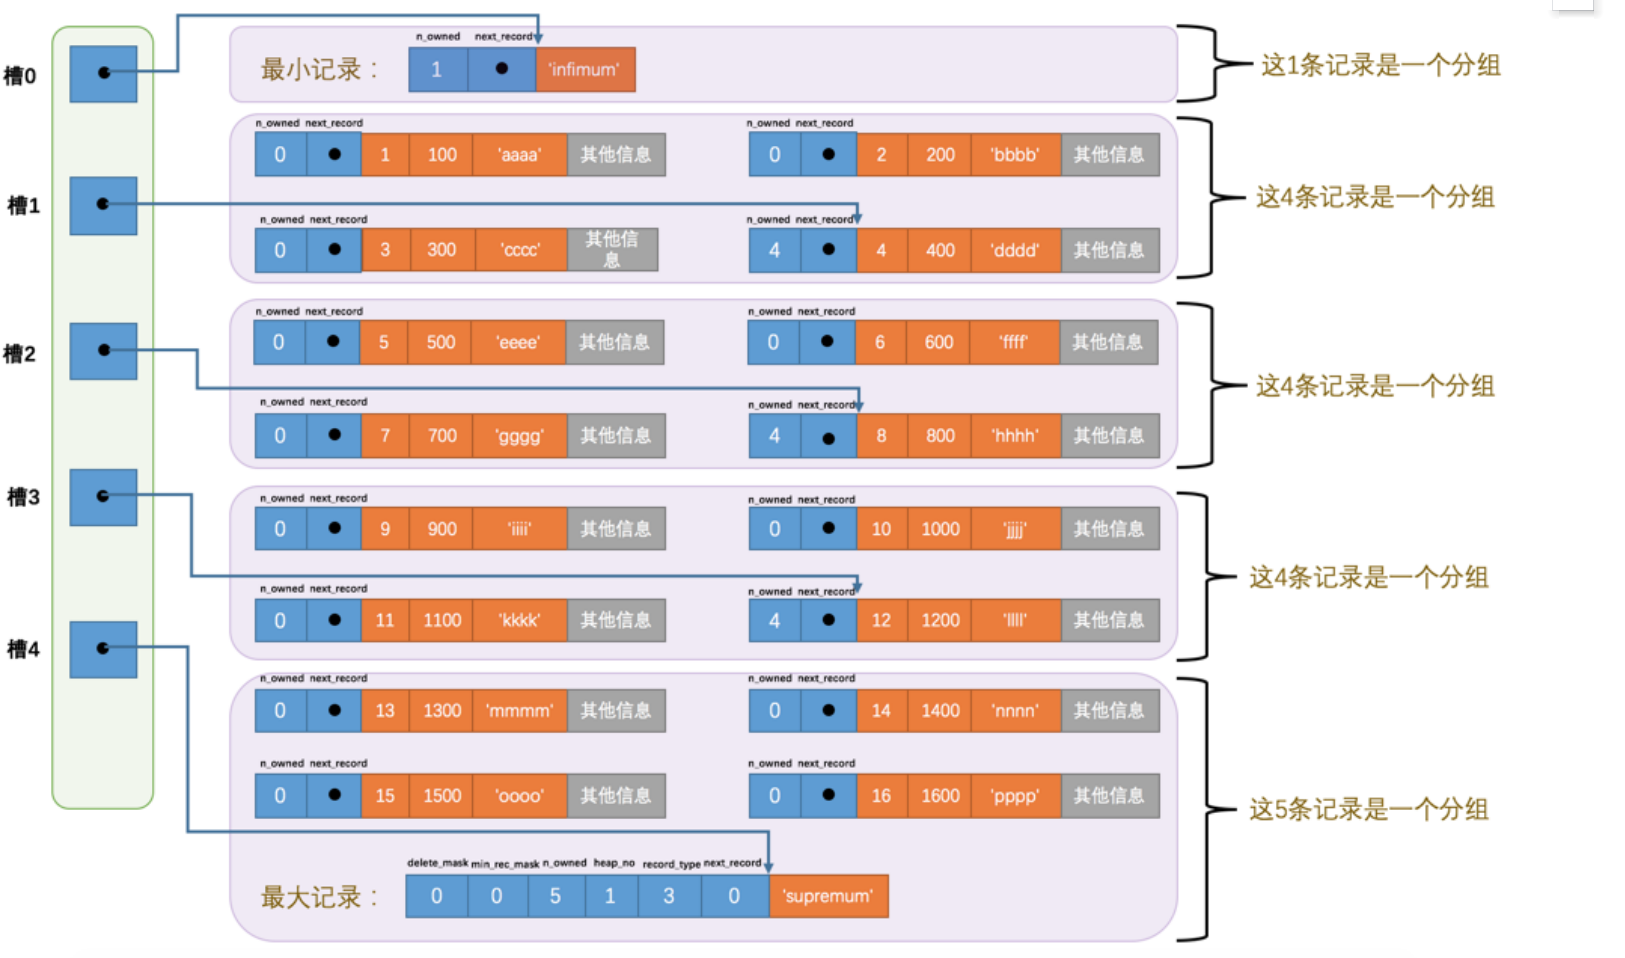 n_owned next_record
槽0 最小记录： 1 'infimum' 这1条记录是一个分组
n_owned next_record n_owned next_record
0 1 100 'aaaa' 其他信息 0 2 200 'bbbb' 其他信息
槽1 这4条记录是一个分组
n_owned next_record n_owned next_record
0 3 300 'cccc' 其他信
息
4 4 400 'dddd' 其他信息
n_owned next_record n_owned next_record
0 5 500 'eeee' 其他信息 0 6 600 'ffff' 其他信息
槽2 这4条记录是一个分组
n_owned next_record n_owned next_record
0 7 700 'gggg' 其他信息 4 8 800 'hhhh' 其他信息
槽3
n_owned next_record n_owned next_record
0 9 900 'iiii' 其他信息 0 10 1000 'jjjj' 其他信息
这4条记录是一个分组
n_owned next_record n_owned next_record
0 11 1100 'kkkk' 其他信息 4 12 1200 'llll' 其他信息
槽4
n_owned next_record n_owned next_record
0 13 1300 'mmmm' 其他信息 0 14 1400 'nnnn' 其他信息
n_owned next_record n_owned next_record
0 15 1500 'oooo' 其他信息 0 16 1600 'pppp' 其他信息
这5条记录是一个分组
delete_mask min_rec_mask n_owned heap_no record_type next_record
最大记录： 0 0 5 1 3 0 'supremum'